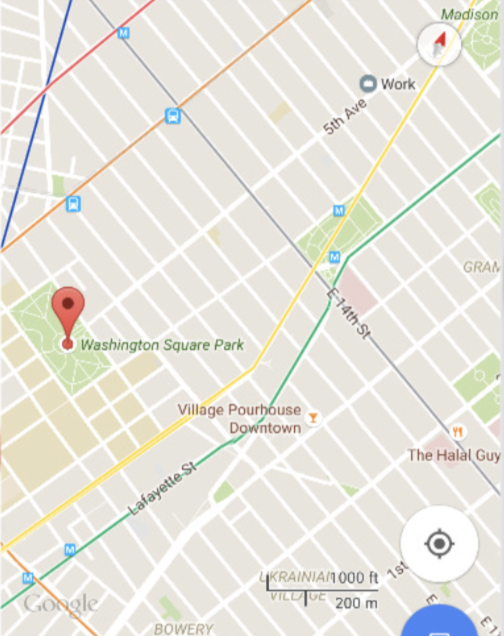 Madison
M
Work
5th Ave
M
M
GRAM
E 14th St
Washington Square Park
Village Pourhouse
Downtown
The Halal Guy
Lafayette St
M
M
UKRAINIAN
VILLAGE
1000 ft
200 m
1st
E
E 1
Google
BOWERY